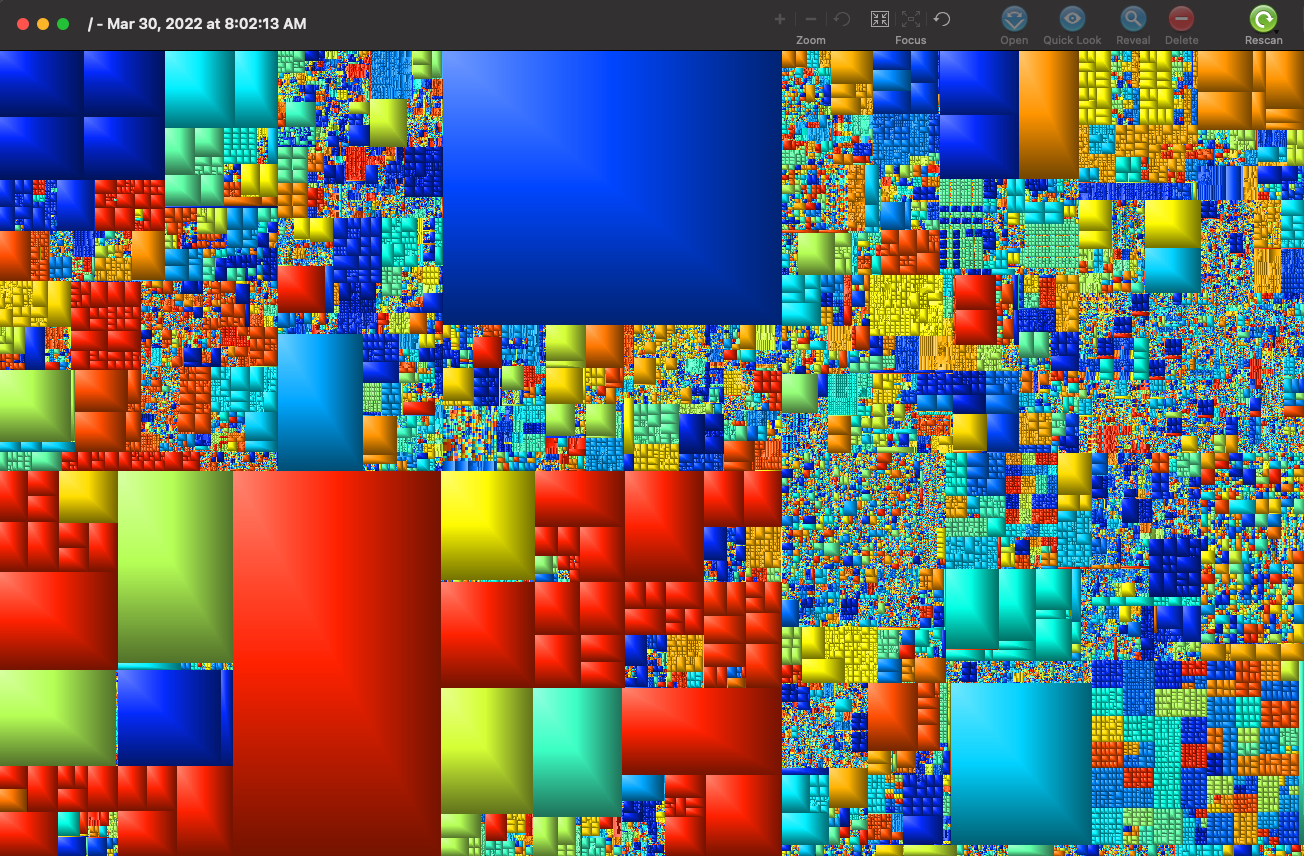 / - Mar 30, 2022 at 8:02:13 AM
Zoom
Focus
Open
Quick Look
Reveal
Delete
Rescan